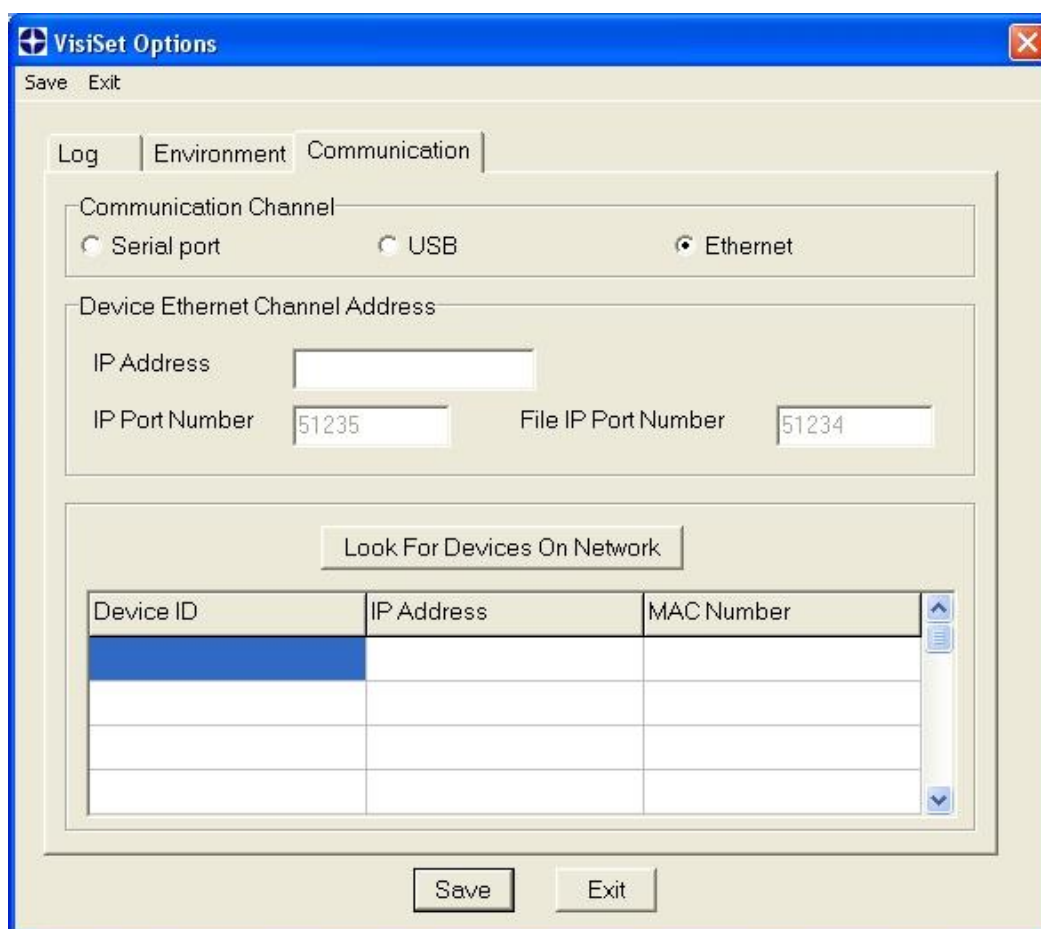 VisiSet Options
Save Exit
Log Environment Communication
Communication Channel
Serial port USB Ethernet
Device Ethernet Channel Address
IP Address
IP Port Number 51235 File IP Port Number 51234
Look For Devices On Network
Device ID IP Address MAC Number
Save Exit